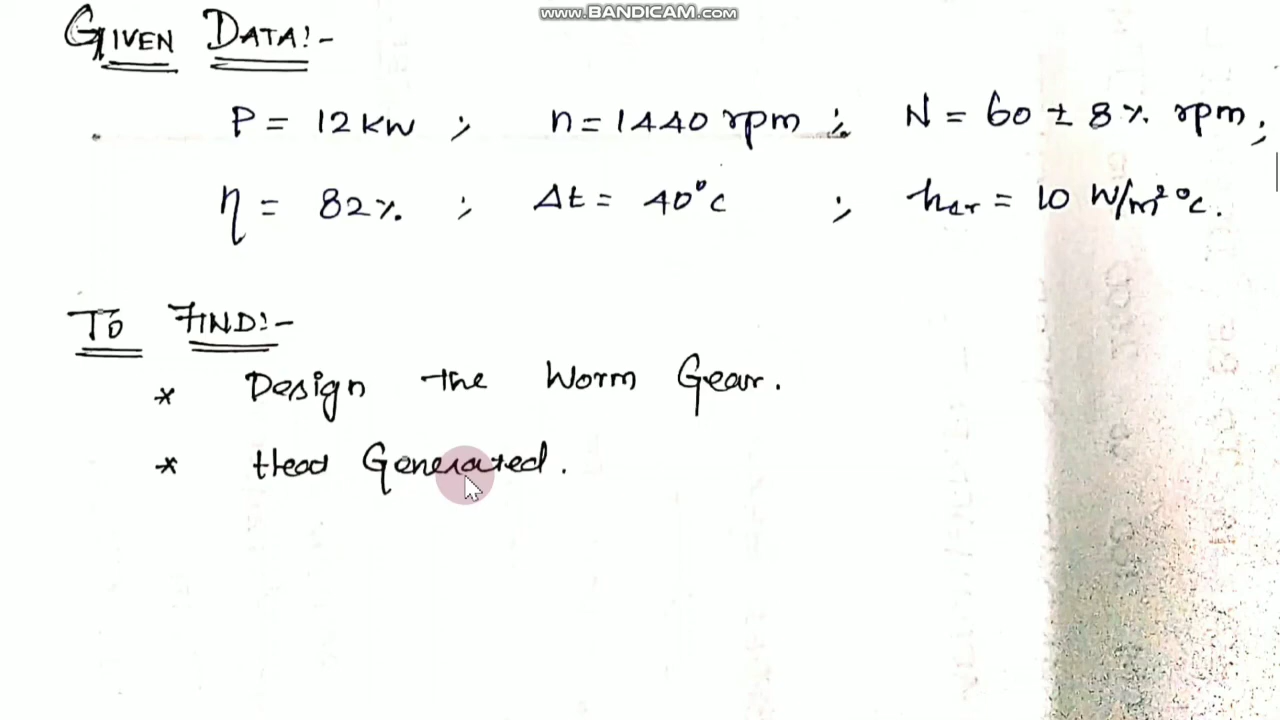 www.BANDICAM.com
GIVEN DATA:-
P = 12 KW ; n = 1440 rpm ; N = 60 ± 8% rpm ;
η = 82% ; Δt = 40°C ; hcr = 10 W/m²°C.
TO FIND:-
* Design the Worm Gear.
* Head Generated.